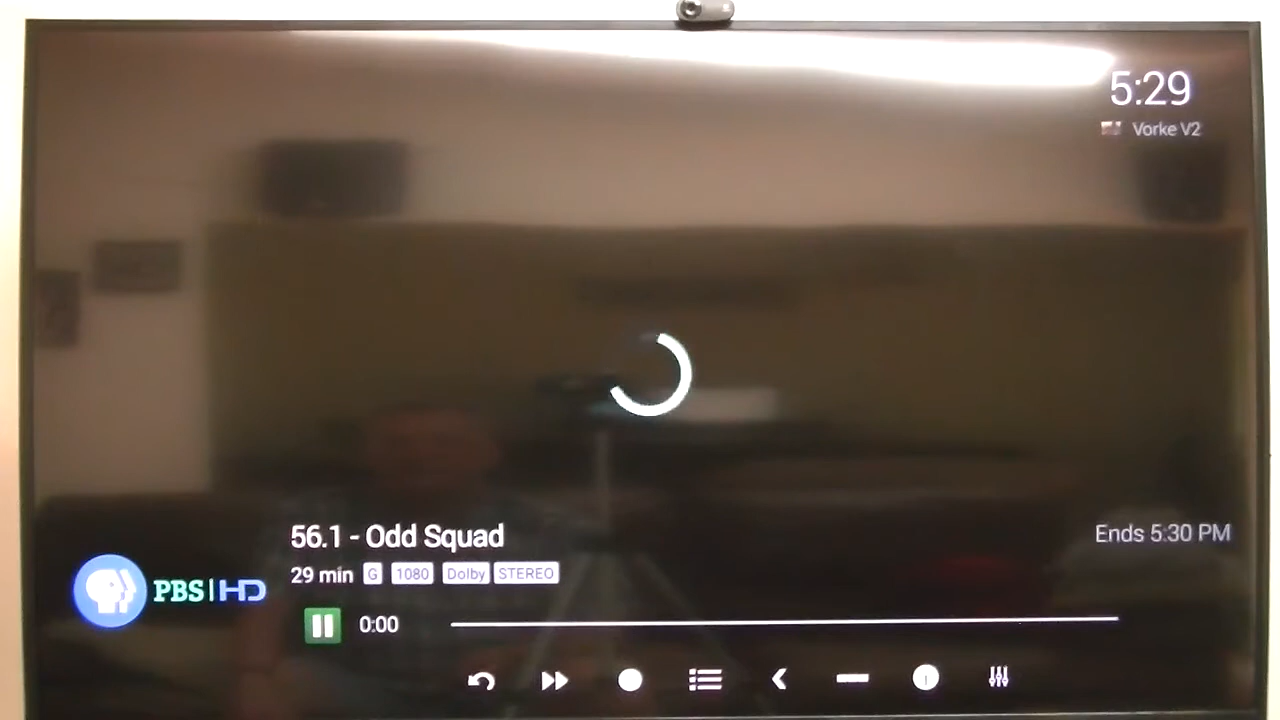 5:29
Vorke V2
56.1 - Odd Squad
Ends 5:30 PM
29 min G 1080 Dolby STEREO
PBS HD
0:00